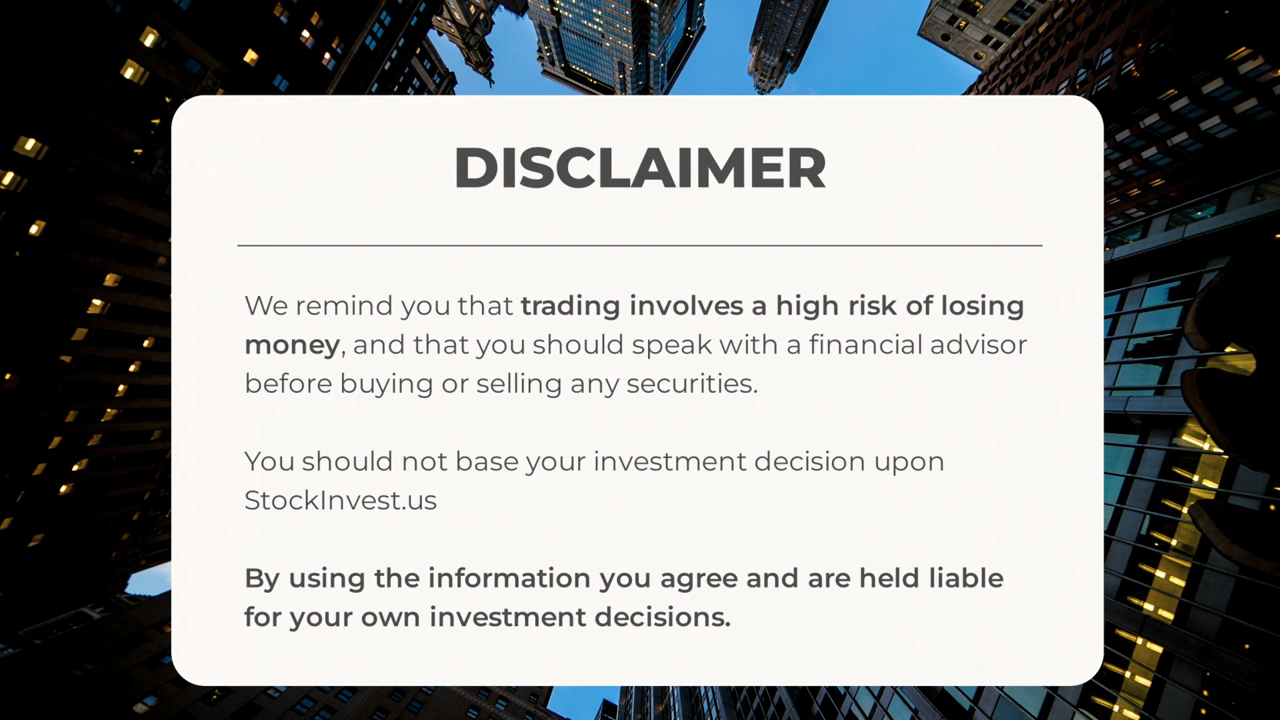 DISCLAIMER
We remind you that trading involves a high risk of losing
money, and that you should speak with a financial advisor
before buying or selling any securities.
You should not base your investment decision upon
StockInvest.us
By using the information you agree and are held liable
for your own investment decisions.